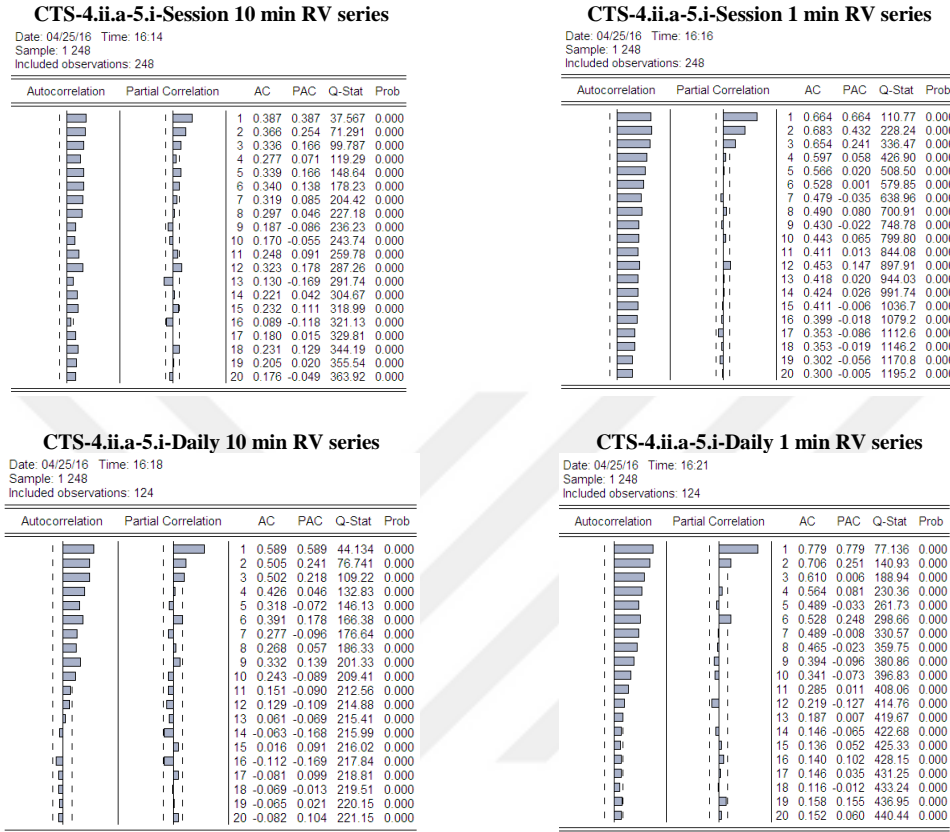 CTS-4.ii.a-5.i-Session 10 min RV series
Date: 04/25/16 Time: 16:14
Sample: 1 248
Included observations: 248
Autocorrelation Partial Correlation AC PAC Q-Stat Prob
1 0.387 0.387 37.567 0.000
2 0.366 0.254 71.291 0.000
3 0.336 0.166 99.787 0.000
4 0.277 0.071 119.29 0.000
5 0.339 0.166 148.64 0.000
6 0.340 0.138 178.23 0.000
7 0.319 0.085 204.42 0.000
8 0.297 0.046 227.18 0.000
9 0.187 -0.086 236.23 0.000
10 0.170 -0.055 243.74 0.000
11 0.248 0.091 259.78 0.000
12 0.323 0.178 287.26 0.000
13 0.130 -0.169 291.74 0.000
14 0.221 0.042 304.67 0.000
15 0.232 0.111 318.99 0.000
16 0.089 -0.118 321.13 0.000
17 0.180 0.015 329.81 0.000
18 0.231 0.129 344.19 0.000
19 0.205 0.020 355.54 0.000
20 0.176 -0.049 363.92 0.000
CTS-4.ii.a-5.i-Session 1 min RV series
Date: 04/25/16 Time: 16:16
Sample: 1 248
Included observations: 248
Autocorrelation Partial Correlation AC PAC Q-Stat Prob
1 0.664 0.664 110.77 0.000
2 0.683 0.432 228.24 0.000
3 0.654 0.241 336.47 0.000
4 0.597 0.058 426.90 0.000
5 0.566 0.020 508.50 0.000
6 0.528 0.001 579.85 0.000
7 0.479 -0.035 638.96 0.000
8 0.490 0.080 700.91 0.000
9 0.430 -0.022 748.78 0.000
10 0.443 0.065 799.80 0.000
11 0.411 0.013 844.08 0.000
12 0.453 0.147 897.91 0.000
13 0.418 0.020 944.03 0.000
14 0.424 0.026 991.74 0.000
15 0.411 -0.006 1036.7 0.000
16 0.399 -0.018 1079.2 0.000
17 0.353 -0.086 1112.6 0.000
18 0.353 -0.019 1146.2 0.000
19 0.302 -0.056 1170.8 0.000
20 0.300 -0.005 1195.2 0.000
CTS-4.ii.a-5.i-Daily 10 min RV series
Date: 04/25/16 Time: 16:18
Sample: 1 248
Included observations: 124
Autocorrelation Partial Correlation AC PAC Q-Stat Prob
1 0.589 0.589 44.134 0.000
2 0.505 0.241 76.741 0.000
3 0.502 0.218 109.22 0.000
4 0.426 0.046 132.83 0.000
5 0.318 -0.072 146.13 0.000
6 0.391 0.178 166.38 0.000
7 0.277 -0.096 176.64 0.000
8 0.268 0.057 186.33 0.000
9 0.332 0.139 201.33 0.000
10 0.243 -0.089 209.41 0.000
11 0.151 -0.090 212.56 0.000
12 0.129 -0.109 214.88 0.000
13 0.061 -0.069 215.41 0.000
14 -0.063 -0.168 215.99 0.000
15 0.016 0.091 216.02 0.000
16 -0.112 -0.169 217.84 0.000
17 -0.081 0.099 218.81 0.000
18 -0.069 -0.013 219.51 0.000
19 -0.065 0.021 220.15 0.000
20 -0.082 0.104 221.15 0.000
CTS-4.ii.a-5.i-Daily 1 min RV series
Date: 04/25/16 Time: 16:21
Sample: 1 248
Included observations: 124
Autocorrelation Partial Correlation AC PAC Q-Stat Prob
1 0.779 0.779 77.136 0.000
2 0.706 0.251 140.93 0.000
3 0.610 0.006 188.94 0.000
4 0.564 0.081 230.36 0.000
5 0.489 -0.033 261.73 0.000
6 0.528 0.248 298.66 0.000
7 0.489 -0.008 330.57 0.000
8 0.465 -0.023 359.75 0.000
9 0.394 -0.096 380.86 0.000
10 0.341 -0.073 396.83 0.000
11 0.285 0.011 408.06 0.000
12 0.219 -0.127 414.76 0.000
13 0.187 0.007 419.67 0.000
14 0.146 -0.065 422.68 0.000
15 0.136 0.052 425.33 0.000
16 0.140 0.102 428.15 0.000
17 0.146 0.035 431.25 0.000
18 0.116 -0.012 433.24 0.000
19 0.158 0.155 436.95 0.000
20 0.152 0.060 440.44 0.000